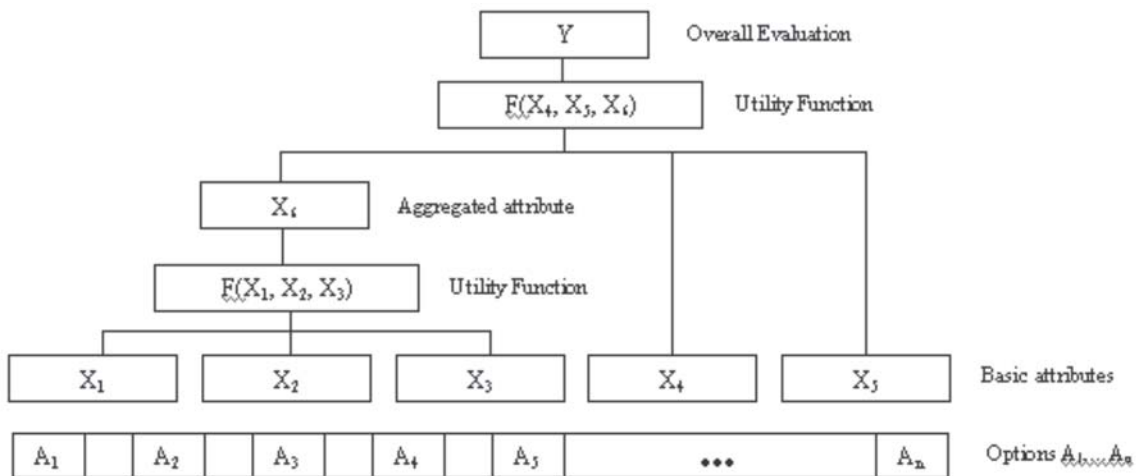 Y Overall Evaluation
F(X₄, X₅, X₆) Utility Function
X₆ Aggregated attribute
F(X₁, X₂, X₃) Utility Function
X₁ X₂ X₃ X₄ X₅ Basic attributes
A₁ A₂ A₃ A₄ A₅ ••• Aₙ Options A₁,...Aₙ